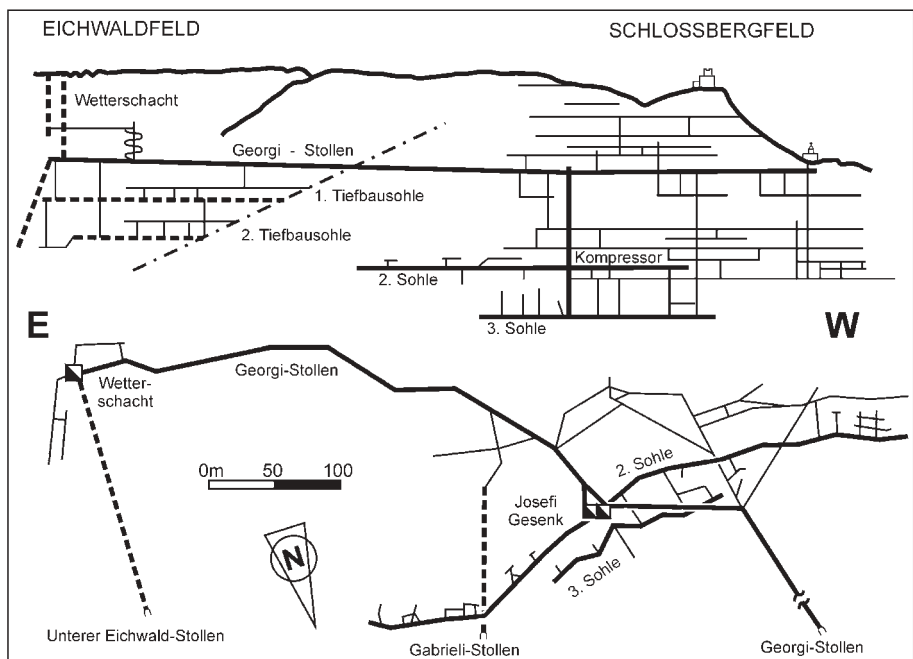 EICHWALDFELD
SCHLOSSBERGFELD
Wetterschacht
Georgi - Stollen
1. Tiefbausohle
2. Tiefbausohle
Kompressor
2. Sohle
3. Sohle
E
W
Georgi-Stollen
Wetter-
schacht
0m 50 100
2. Sohle
Josefi
Gesenk
N
3. Sohle
Unterer Eichwald-Stollen
Gabrieli-Stollen
Georgi-Stollen